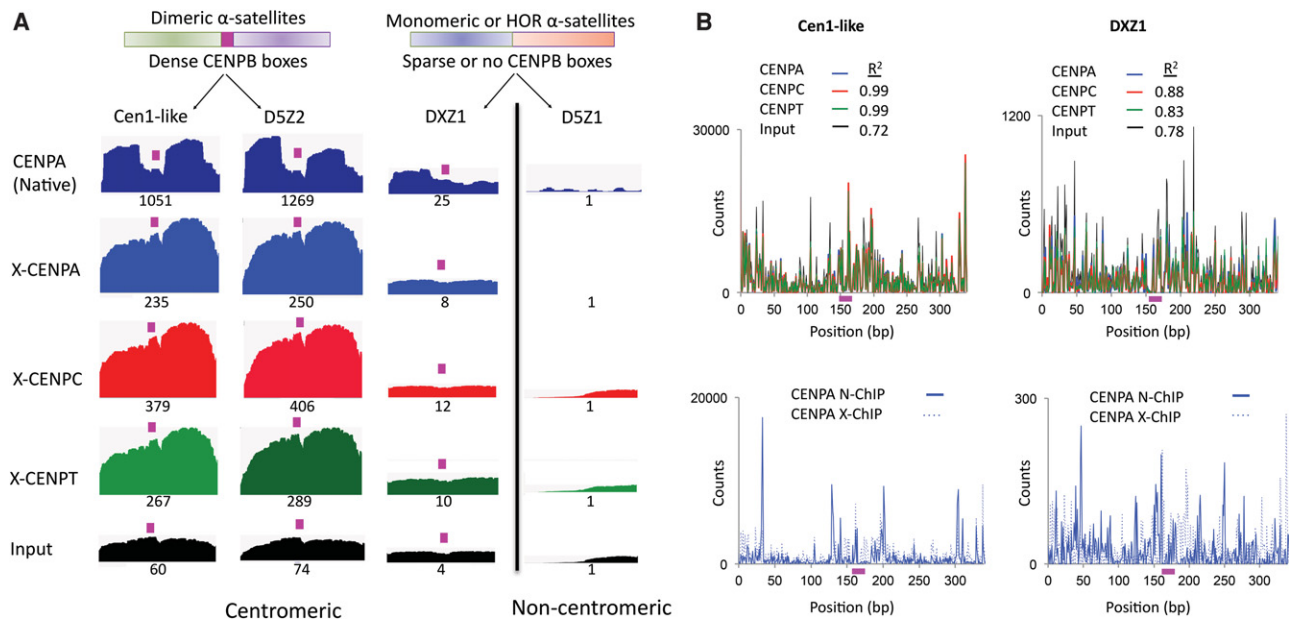 A
Dimeric α-satellites
Dense CENPB boxes
Monomeric or HOR α-satellites
Sparse or no CENPB boxes
Cen1-like
D5Z2
DXZ1
D5Z1
CENPA
(Native)
1051
1269
25
1
X-CENPA
235
250
8
1
X-CENPC
379
406
12
1
X-CENPT
267
289
10
1
Input
60
74
4
1
Centromeric
Non-centromeric
B
Cen1-like
CENPA
CENPC
CENPT
Input
R²
0.99
0.99
0.72
30000
0
Counts
0 50 100 150 200 250 300
Position (bp)
DXZ1
CENPA
CENPC
CENPT
Input
R²
0.88
0.83
0.78
1200
0
Counts
0 50 100 150 200 250 300
Position (bp)
CENPA N-ChIP
CENPA X-ChIP
20000
0
Counts
0 50 100 150 200 250 300
Position (bp)
CENPA N-ChIP
CENPA X-ChIP
300
0
Counts
0 50 100 150 200 250 300
Position (bp)